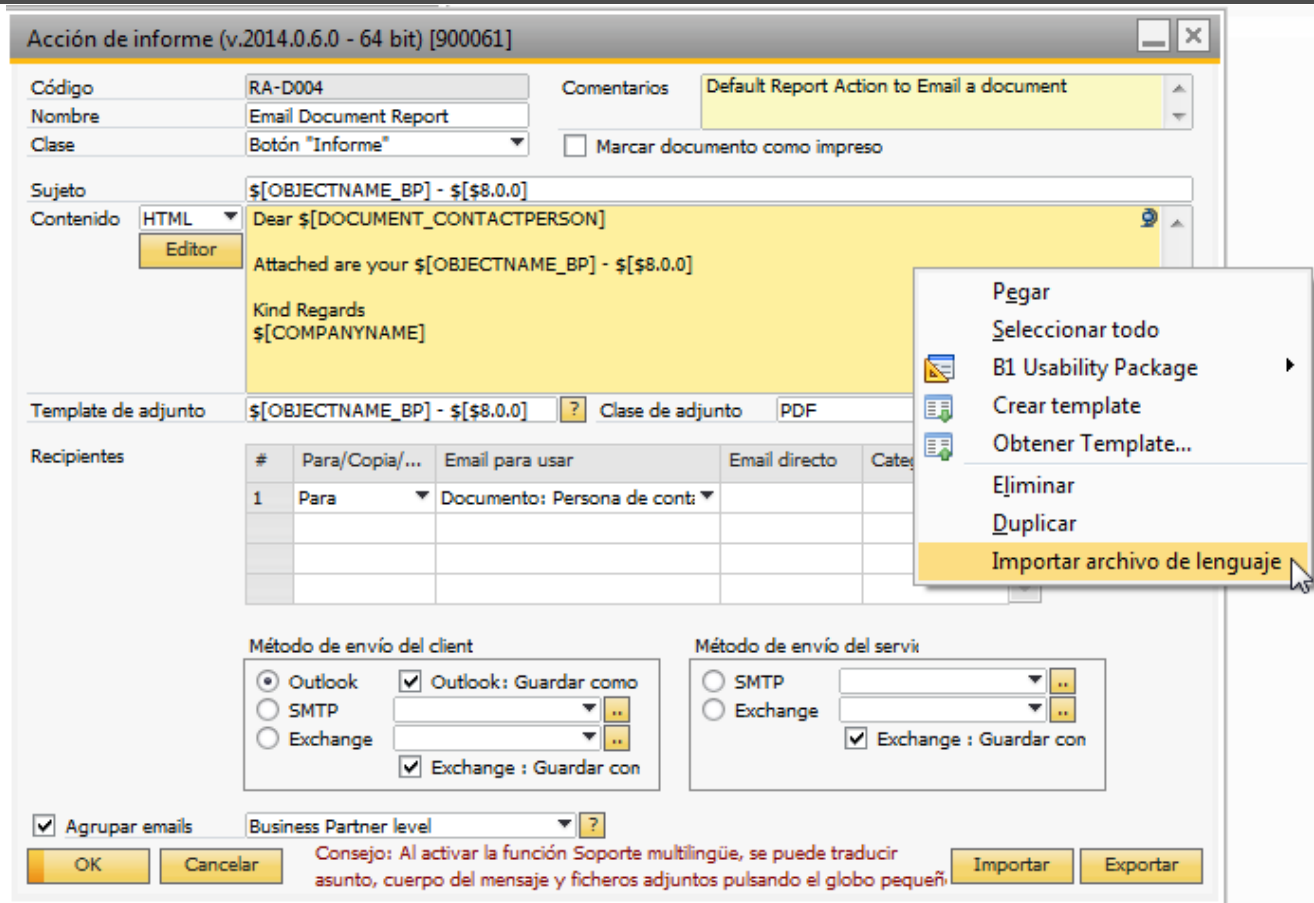 Acción de informe (v.2014.0.6.0 - 64 bit) [900061]
Código RA-D004 Comentarios Default Report Action to Email a document
Nombre Email Document Report
Clase Botón "Informe" Marcar documento como impreso
Sujeto $[OBJECTNAME_BP] - $[$8.0.0]
Contenido HTML Dear $[DOCUMENT_CONTACTPERSON]
Editor
Attached are your $[OBJECTNAME_BP] - $[$8.0.0]
Kind Regards
$[COMPANYNAME]
Pegar
Seleccionar todo
B1 Usability Package
Crear template
Obtener Template...
Eliminar
Duplicar
Importar archivo de lenguaje
Template de adjunto $[OBJECTNAME_BP] - $[$8.0.0] ? Clase de adjunto PDF
Recipientes
# Para/Copia/... Email para usar Email directo Categ
1 Para Documento: Persona de conta
Método de envío del client
Outlook Outlook: Guardar como
SMTP ..
Exchange ..
Exchange : Guardar con
Método de envío del servi
SMTP ..
Exchange ..
Exchange : Guardar con
Agrupar emails Business Partner level ?
OK Cancelar
Consejo: Al activar la función Soporte multilingüe, se puede traducir
asunto, cuerpo del mensaje y ficheros adjuntos pulsando el globo pequeñ
Importar Exportar